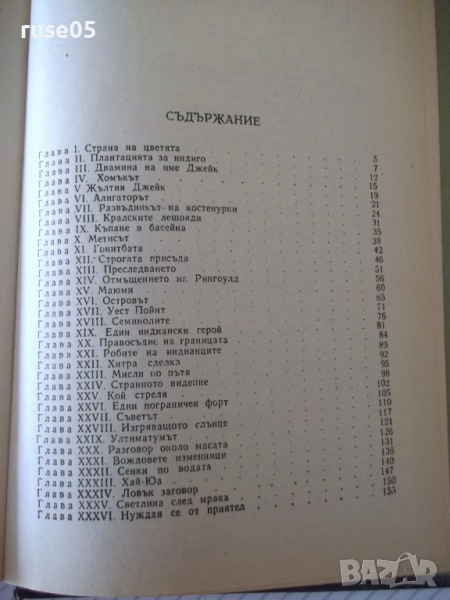 ruse05
СЪДЪРЖАНИЕ
Глава I. Страна на цветята 5
Глава II. Плантацията за индиго 7
Глава III. Двамина на име Джейк 12
Глава IV. Хомъкът 15
Глава V Жълтия Джейк 19
Глава VI. Алигаторът 21
Глава VII. Развъдникът на костенурки 24
Глава VIII. Кралските лешояди 31
Глава IX. Къпане в басейна 35
Глава X. Метисът 38
Глава XI. Гонитбата 42
Глава XII. Строгата присъда 46
Глава XIII. Преследването 51
Глава XIV. Отмъщението на Рингоулд 56
Глава XV. Маюми 60
Глава XVI. Островът 65
Глава XVII. Уест Пойнт 71
Глава XVIII. Семинолите 76
Глава XIX. Един индиански герой 81
Глава XX. Правосъдие на границата 84
Глава XXI. Робите на индианците 89
Глава XXII. Хитра сделка 92
Глава XXIII. Мисли по пътя 95
Глава XXIV. Странното видение 98
Глава XXV. Кой стреля 102
Глава XXVI. Един пограничен форт 105
Глава XXVII. Съветът 110
Глава XXVIII. Изгряващото слънце 117
Глава XXIX. Ултиматумът 121
Глава XXX. Разговор около масата 126
Глава XXXI. Вождовете изменници 131
Глава XXXII. Сенки по водата 136
Глава XXXIII. Хай-Юа 140
Глава XXXIV. Ловък заговор 147
Глава XXXV. Светлина след мрака 150
Глава XXXVI. Нуждая се от приятел 153
BAZAR.bg